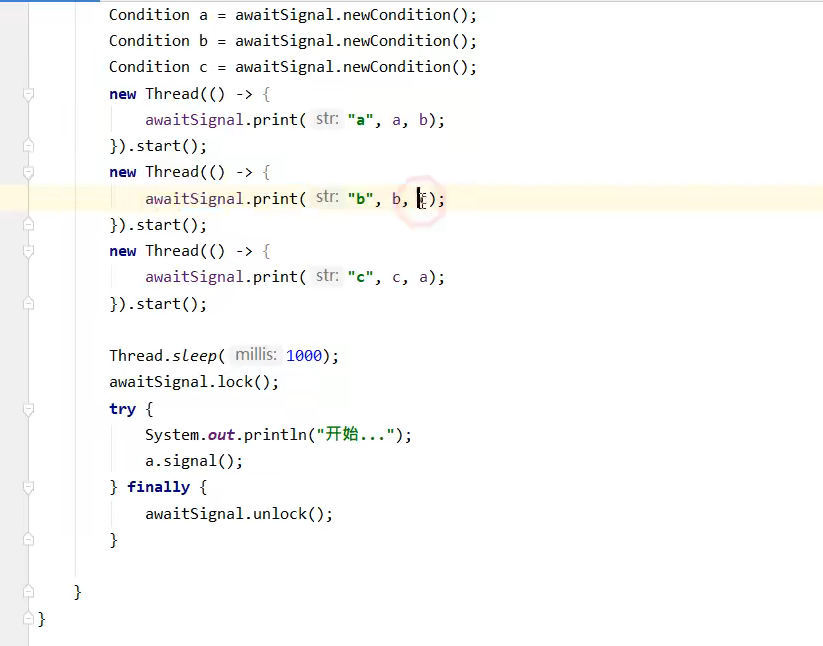 Condition a = awaitSignal.newCondition();
Condition b = awaitSignal.newCondition();
Condition c = awaitSignal.newCondition();
new Thread(() -> {
awaitSignal.print( str: "a", a, b);
}).start();
new Thread(() -> {
awaitSignal.print( str: "b", b, c);
}).start();
new Thread(() -> {
awaitSignal.print( str: "c", c, a);
}).start();
Thread.sleep( millis: 1000);
awaitSignal.lock();
try {
System.out.println("开始...");
a.signal();
} finally {
awaitSignal.unlock();
}
}
}